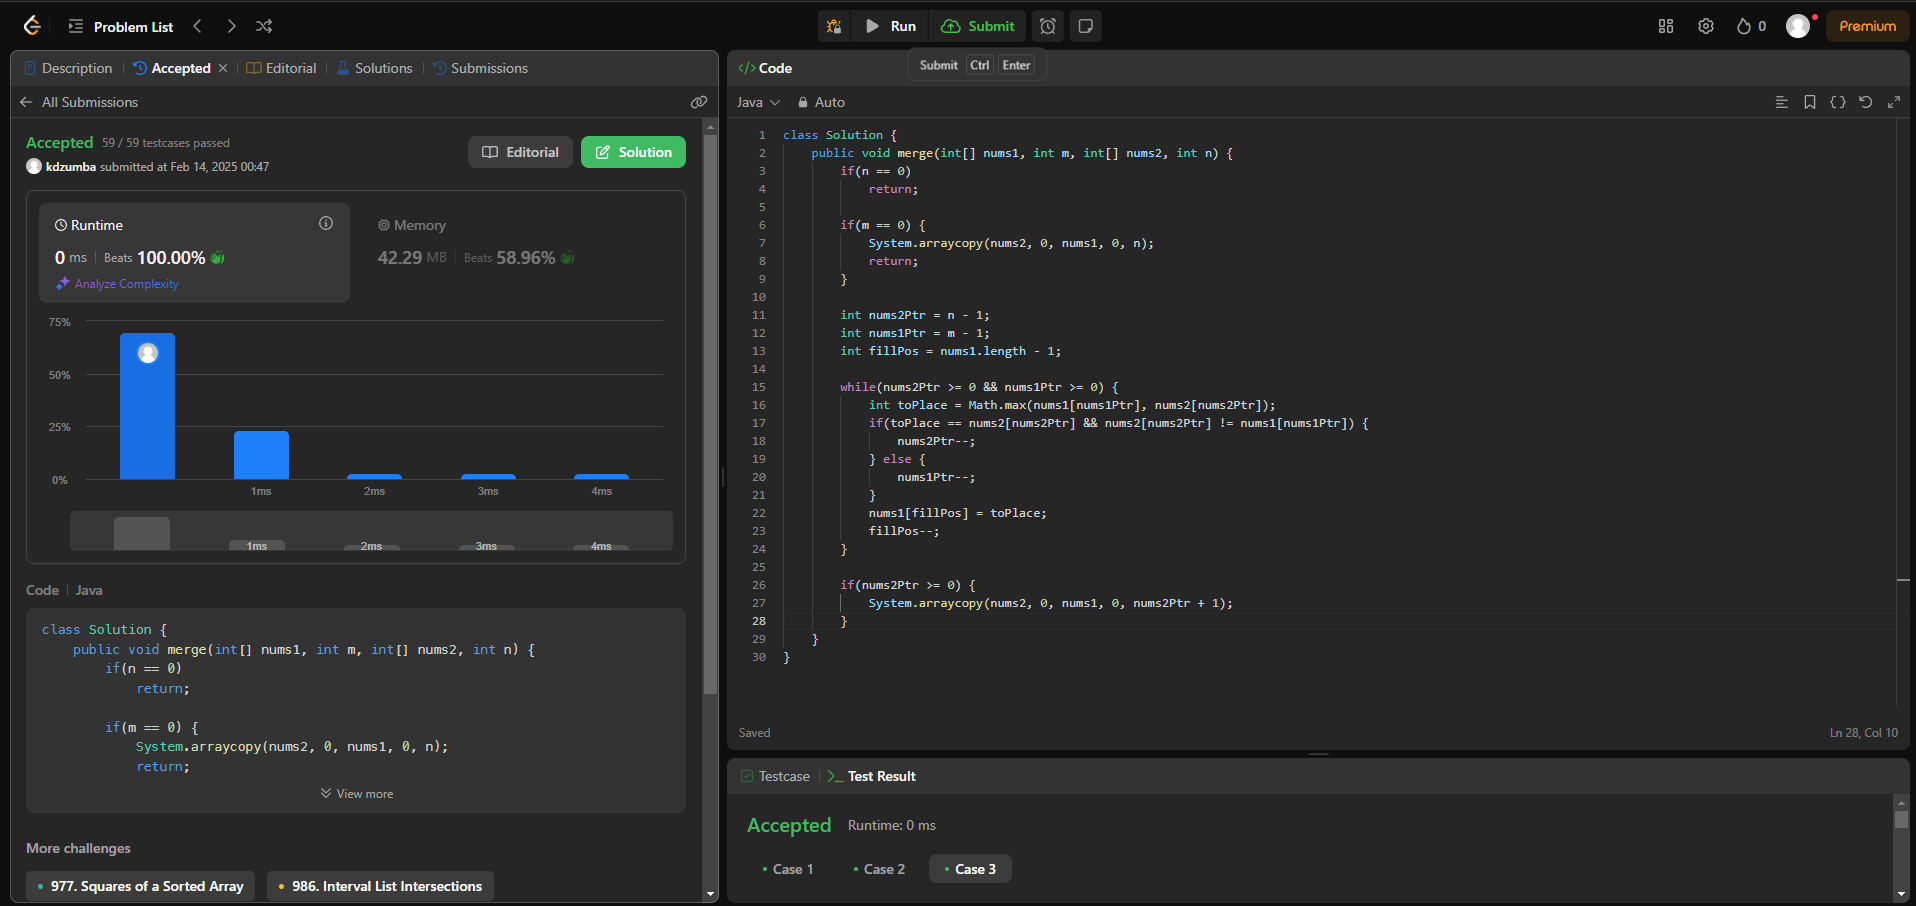 Problem List
Run
Submit
0
Premium
Description
Accepted
Editorial
Solutions
Submissions
All Submissions
Accepted 59 / 59 testcases passed
kdzumba submitted at Feb 14, 2025 00:47
Editorial
Solution
Runtime
0 ms | Beats 100.00%
Analyze Complexity
Memory
42.29 MB | Beats 58.96%
75%
50%
25%
0%
1ms 2ms 3ms 4ms
1ms 2ms 3ms 4ms
Code | Java
class Solution {
    public void merge(int[] nums1, int m, int[] nums2, int n) {
        if(n == 0)
            return;

        if(m == 0) {
            System.arraycopy(nums2, 0, nums1, 0, n);
            return;
View more
More challenges
977. Squares of a Sorted Array
986. Interval List Intersections
</> Code
Submit Ctrl Enter
Java
Auto
1 class Solution {
2     public void merge(int[] nums1, int m, int[] nums2, int n) {
3         if(n == 0)
4             return;
5
6         if(m == 0) {
7             System.arraycopy(nums2, 0, nums1, 0, n);
8             return;
9         }
10
11         int nums2Ptr = n - 1;
12         int nums1Ptr = m - 1;
13         int fillPos = nums1.length - 1;
14
15         while(nums2Ptr >= 0 && nums1Ptr >= 0) {
16             int toPlace = Math.max(nums1[nums1Ptr], nums2[nums2Ptr]);
17             if(toPlace == nums2[nums2Ptr] && nums2[nums2Ptr] != nums1[nums1Ptr]) {
18                 nums2Ptr--;
19             } else {
20                 nums1Ptr--;
21             }
22             nums1[fillPos] = toPlace;
23             fillPos--;
24         }
25
26         if(nums2Ptr >= 0) {
27             System.arraycopy(nums2, 0, nums1, 0, nums2Ptr + 1);
28         }
29     }
30 }
Saved
Ln 28, Col 10
Testcase
Test Result
Accepted Runtime: 0 ms
Case 1
Case 2
Case 3